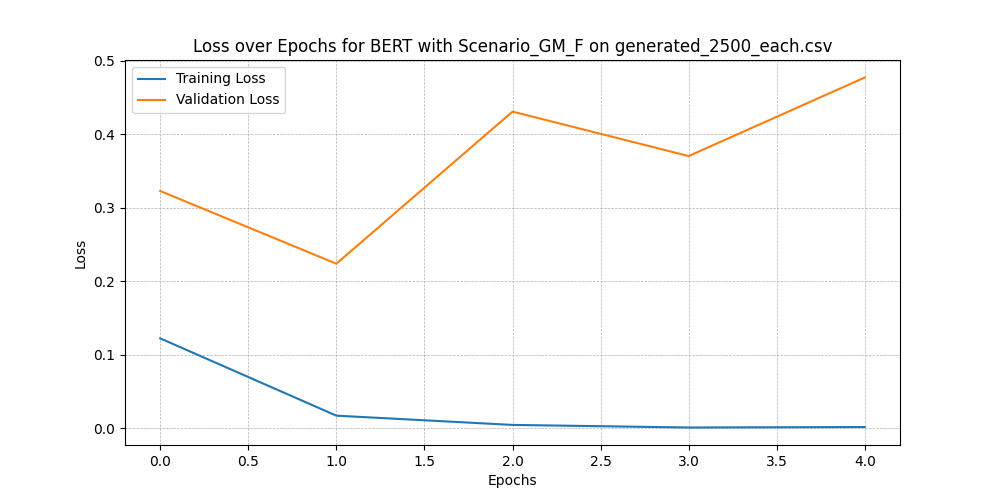 Loss over Epochs for BERT with Scenario_GM_F on generated_2500_each.csv
Training Loss
Validation Loss
0.5
0.4
0.3
0.2
0.1
0.0
Loss
0.0 0.5 1.0 1.5 2.0 2.5 3.0 3.5 4.0
Epochs